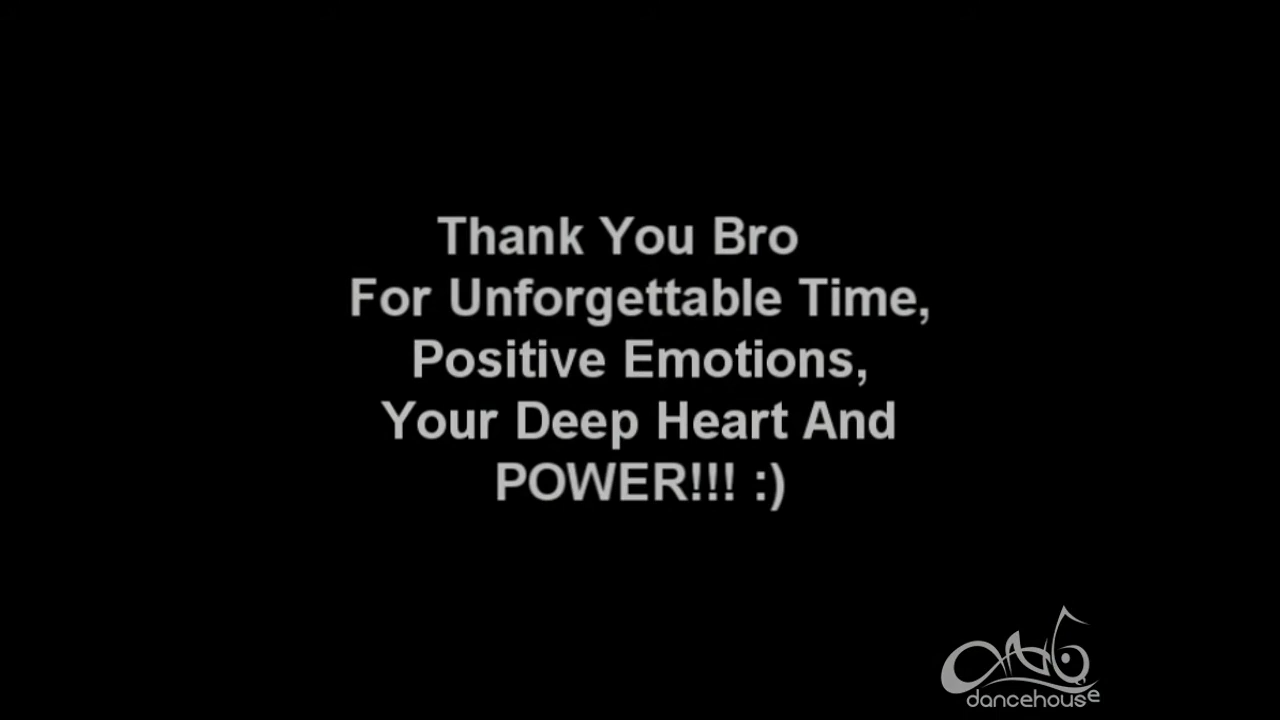 Thank You Bro
For Unforgettable Time,
Positive Emotions,
Your Deep Heart And
POWER!!! :)
dancehouse